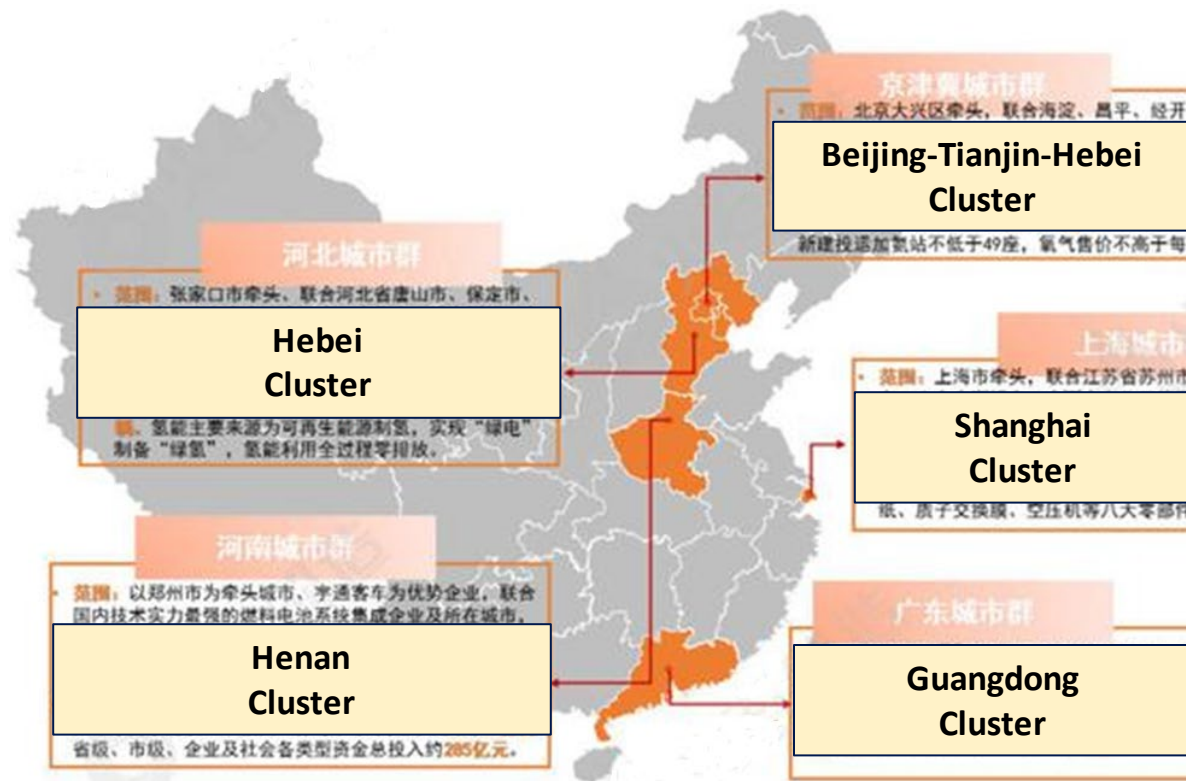 京津冀城市群
• 范围：北京大兴区牵头，联合海淀、昌平、经开
Beijing-Tianjin-Hebei
Cluster
新建投运加氢站不低于49座，氢气售价不高于每
河北城市群
• 范围：张家口市牵头、联合河北省唐山市、保定市、
Hebei
Cluster
氢能主要来源为可再生能源制氢，实现“绿电”
制备“绿氢”，氢能利用全过程零排放。
上海城市
• 范围：上海市牵头，联合江苏省苏州市
Shanghai
Cluster
纸、质子交换膜、空压机等八大零部件
河南城市群
• 范围：以郑州市为牵头城市、宇通客车为优势企业，联合
国内技术实力最强的燃料电池系统集成企业及所在城市，
Henan
Cluster
省级、市级、企业及社会各类型资金总投入约285亿元。
广东城市群
Guangdong
Cluster